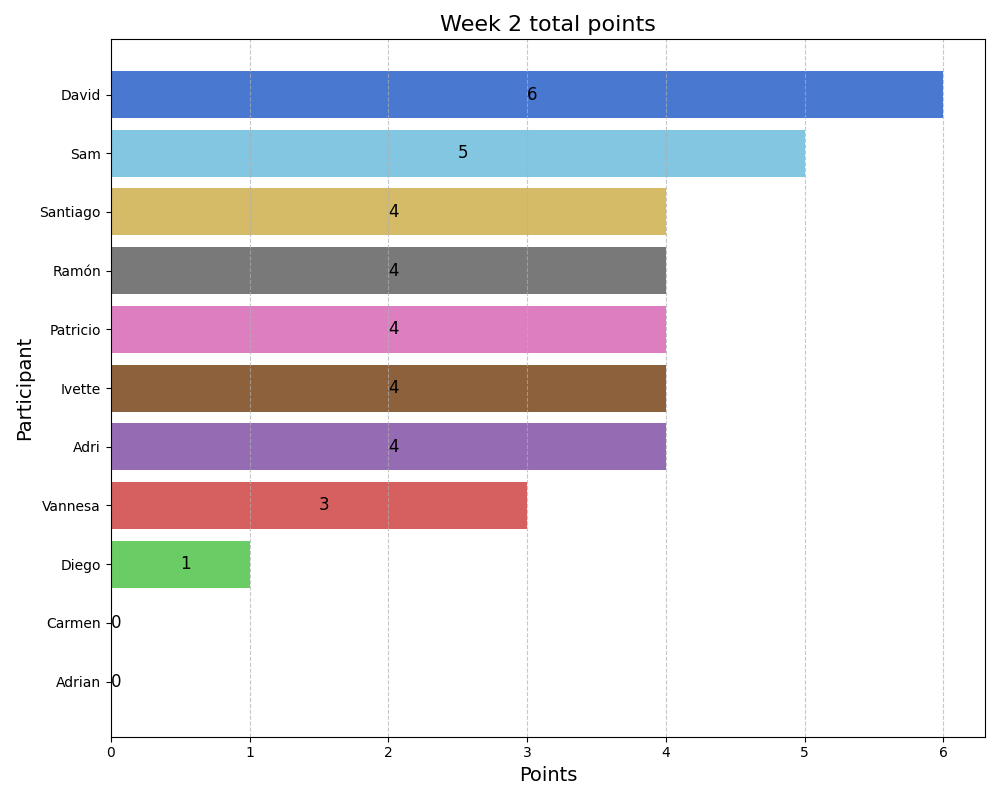 Week 2 total points
Participant
David 6
Sam 5
Santiago 4
Ramón 4
Patricio 4
Ivette 4
Adri 4
Vannesa 3
Diego 1
Carmen 0
Adrian 0
0 1 2 3 4 5 6
Points